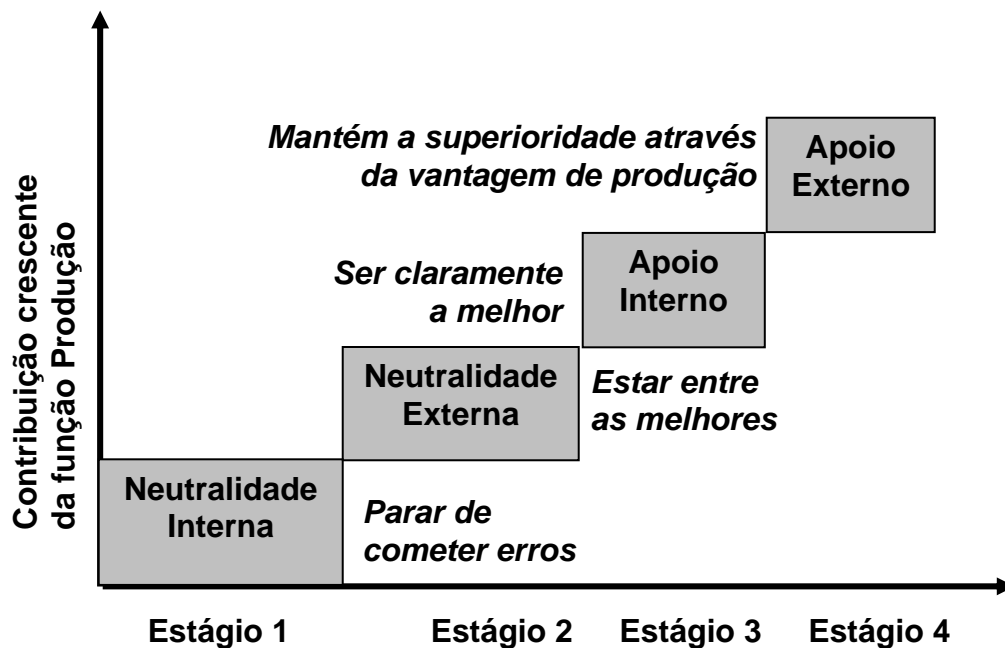 Contribuição crescente
da função Produção
Mantém a superioridade através
da vantagem de produção
Apoio
Externo
Ser claramente
a melhor
Apoio
Interno
Neutralidade
Externa
Estar entre
as melhores
Neutralidade
Interna
Parar de
cometer erros
Estágio 1
Estágio 2
Estágio 3
Estágio 4